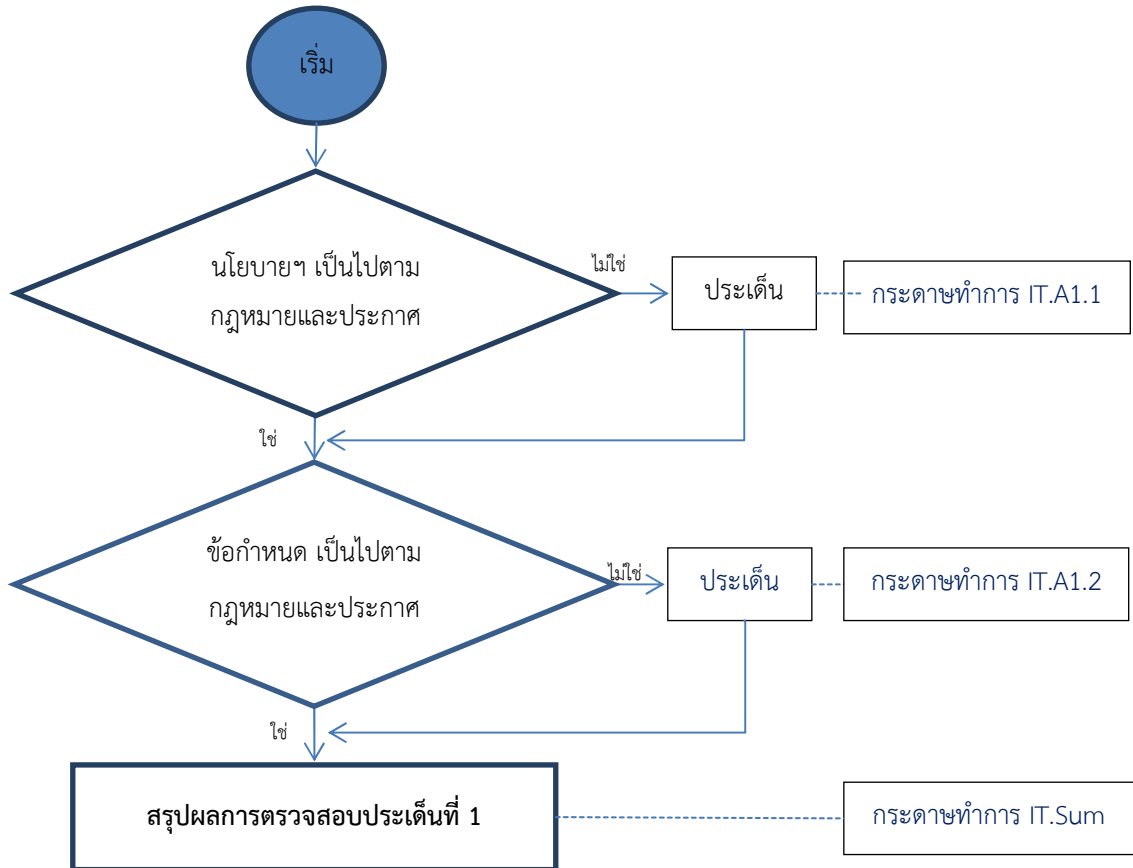 เริ่ม
นโยบายฯ เป็นไปตาม
กฎหมายและประกาศ
ไม่ใช่
ประเด็น
กระดาษทำการ IT.A1.1
ใช่
ข้อกำหนด เป็นไปตาม
กฎหมายและประกาศ
ไม่ใช่
ประเด็น
กระดาษทำการ IT.A1.2
ใช่
สรุปผลการตรวจสอบประเด็นที่ 1
กระดาษทำการ IT.Sum